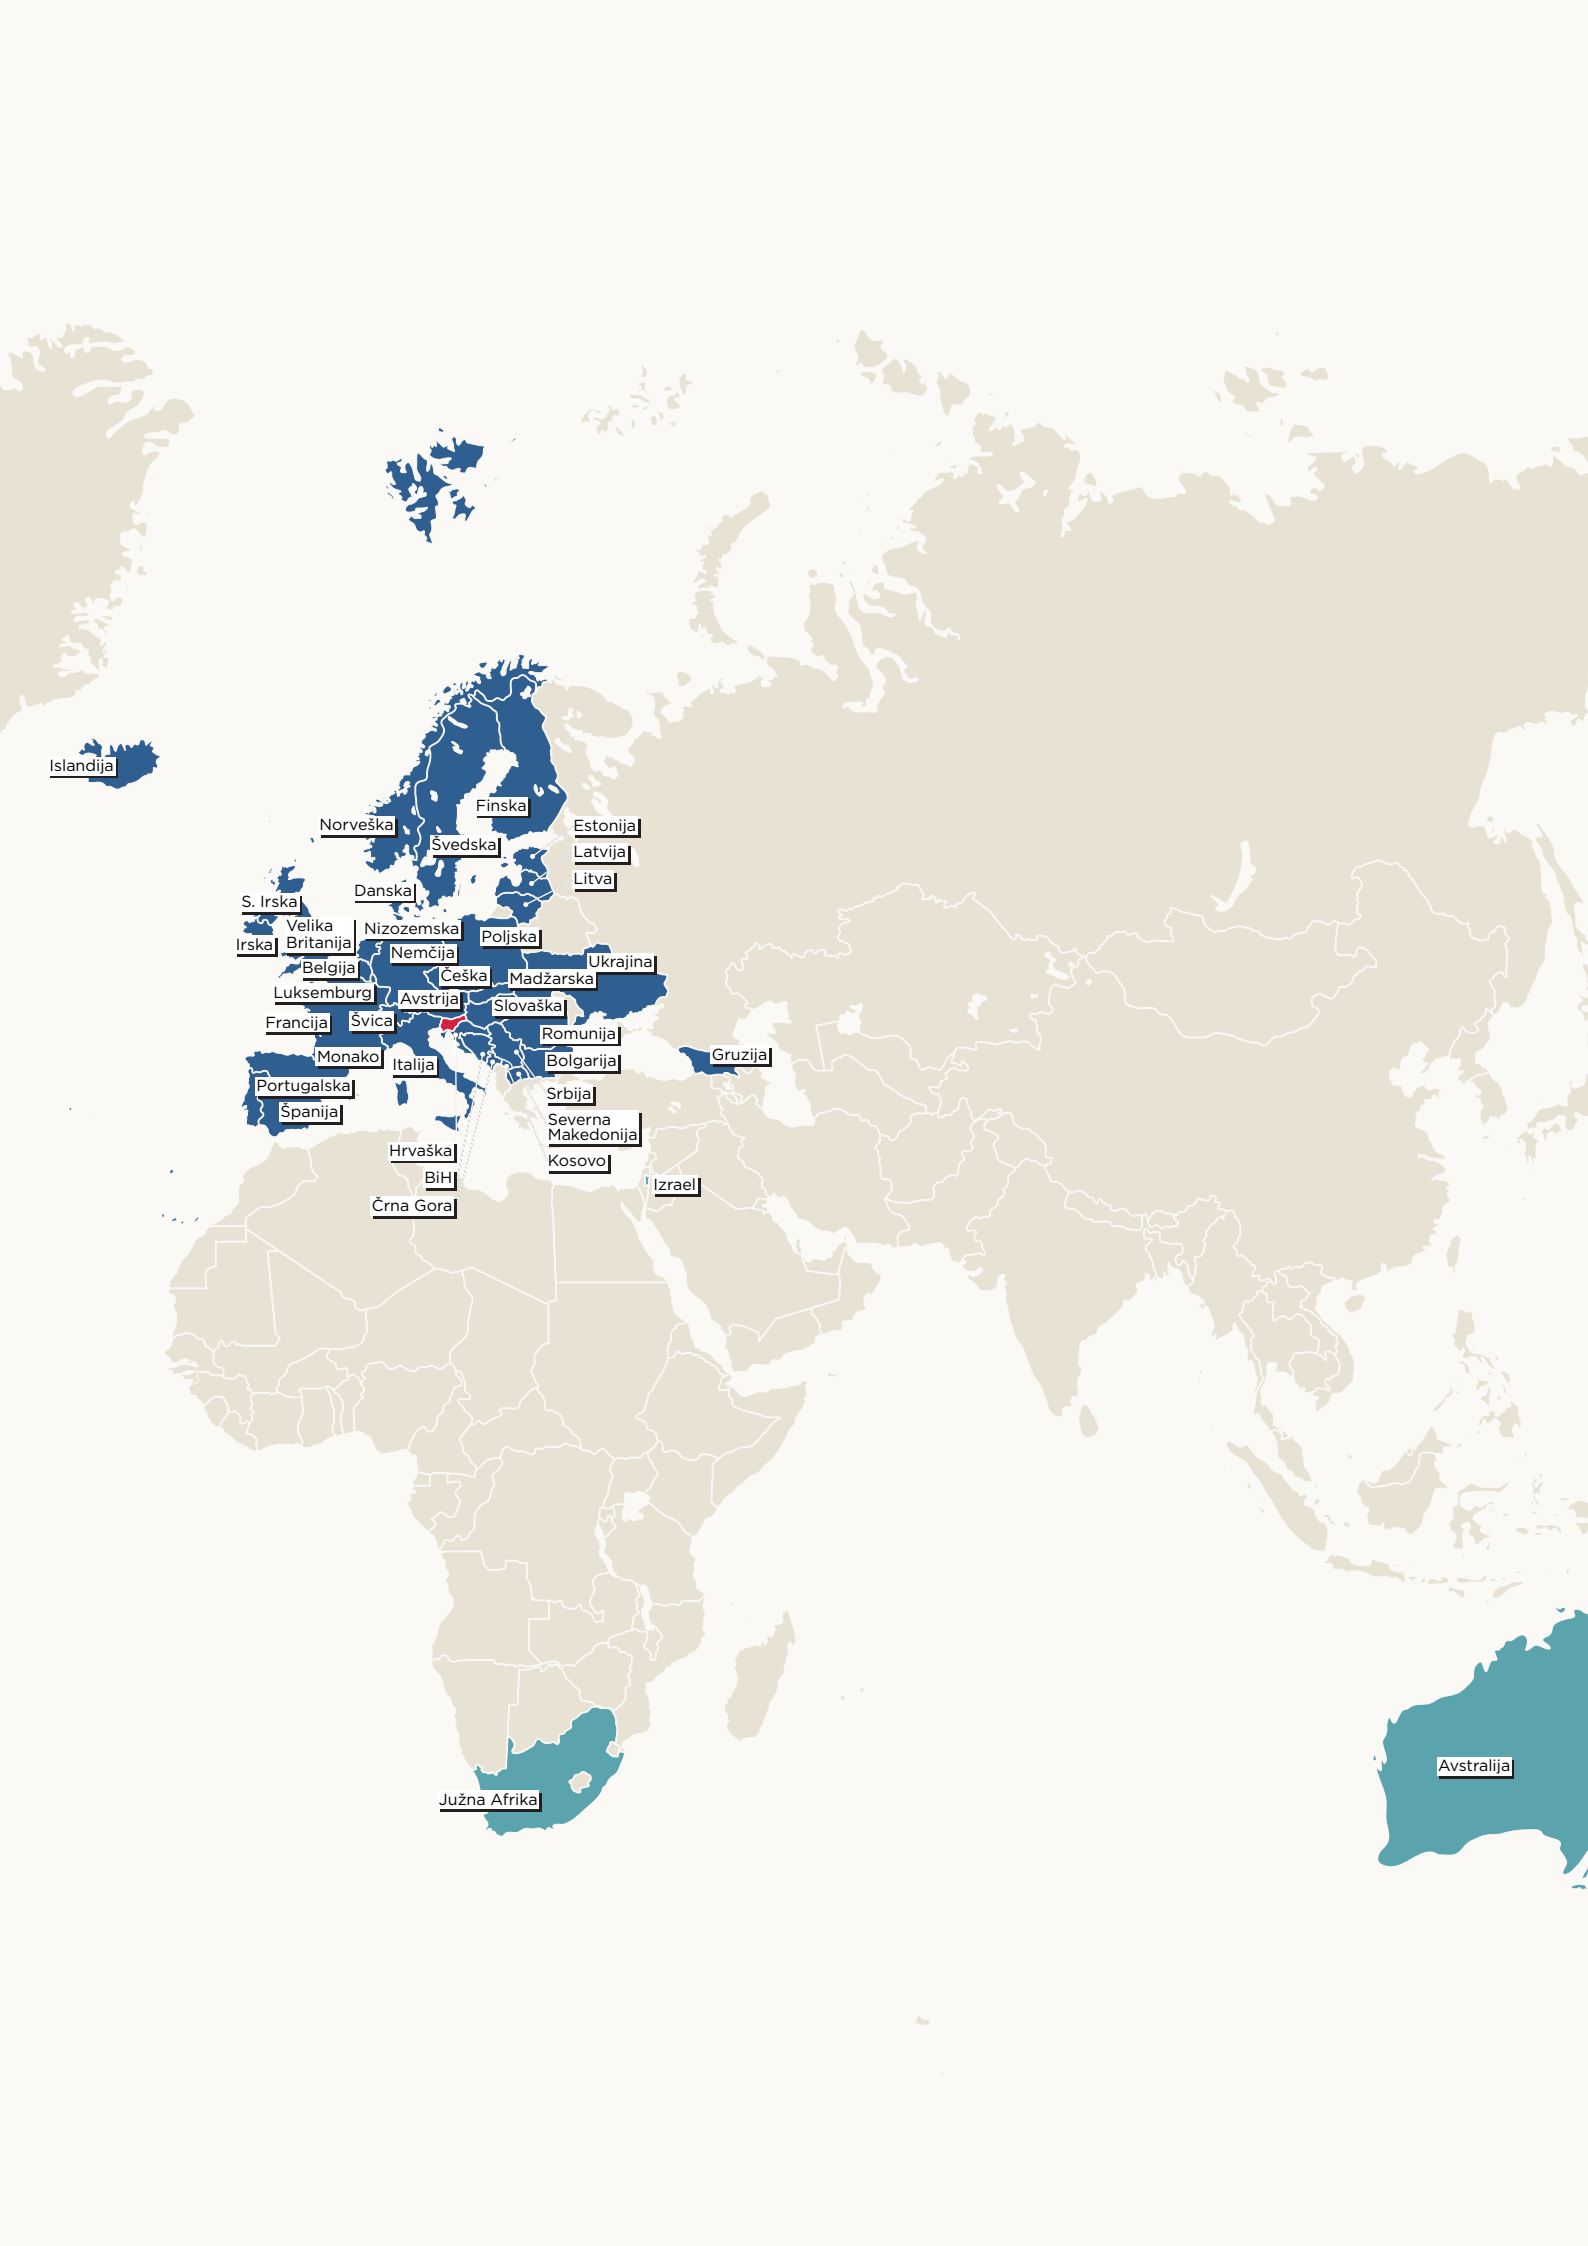 Islandija
Finska
Norveška
Estonija
Švedska
Latvija
Litva
Danska
S. Irska
Velika
Britanija
Nizozemska
Poljska
Irska
Nemčija
Ukrajina
Belgija
Češka
Madžarska
Luksemburg
Avstrija
Slovaška
Francija
Švica
Romunija
Monako
Italija
Bolgarija
Gruzija
Portugalska
Srbija
Španija
Severna
Makedonija
Hrvaška
Kosovo
BiH
Izrael
Črna Gora
Avstralija
Južna Afrika